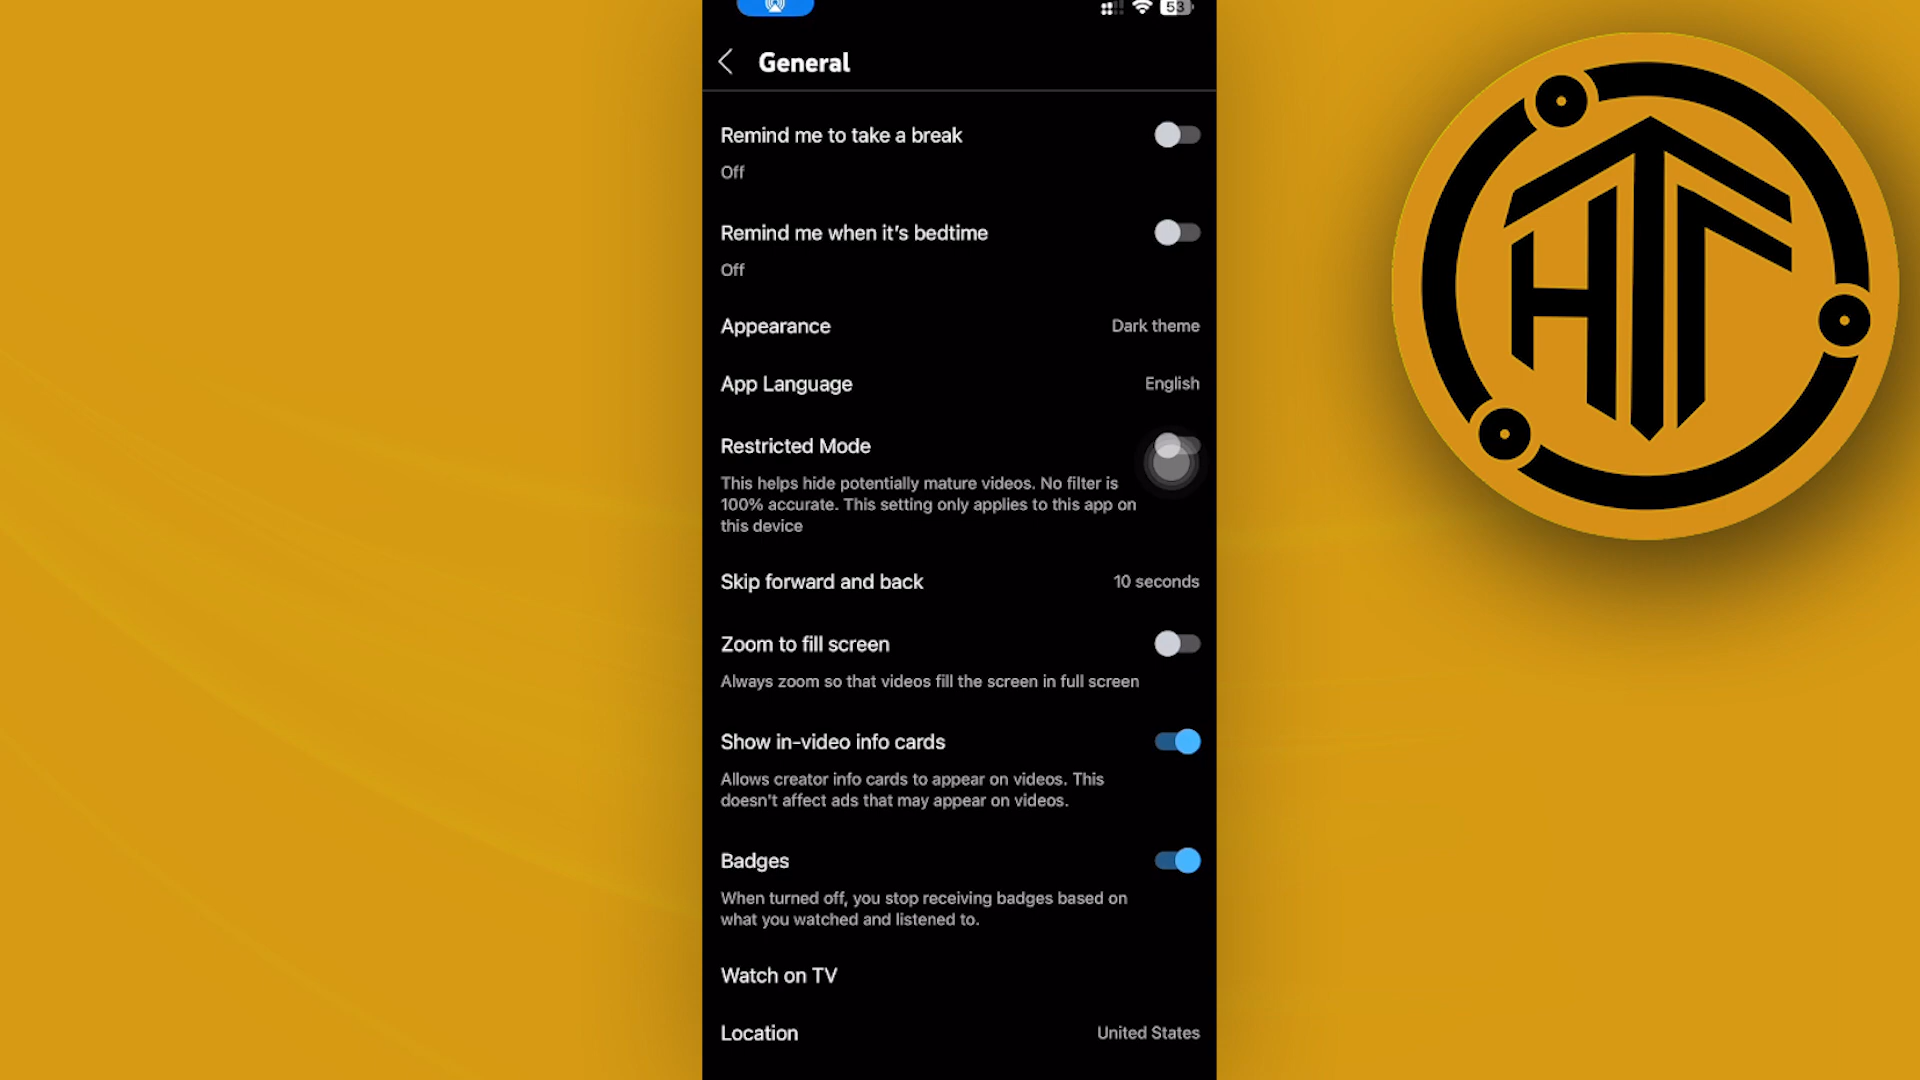 53
General
Remind me to take a break
Off
Remind me when it's bedtime
Off
Appearance Dark theme
App Language English
Restricted Mode
This helps hide potentially mature videos. No filter is
100% accurate. This setting only applies to this app on
this device
Skip forward and back 10 seconds
Zoom to fill screen
Always zoom so that videos fill the screen in full screen
Show in-video info cards
Allows creator info cards to appear on videos. This
doesn't affect ads that may appear on videos.
Badges
When turned off, you stop receiving badges based on
what you watched and listened to.
Watch on TV
Location United States
HT